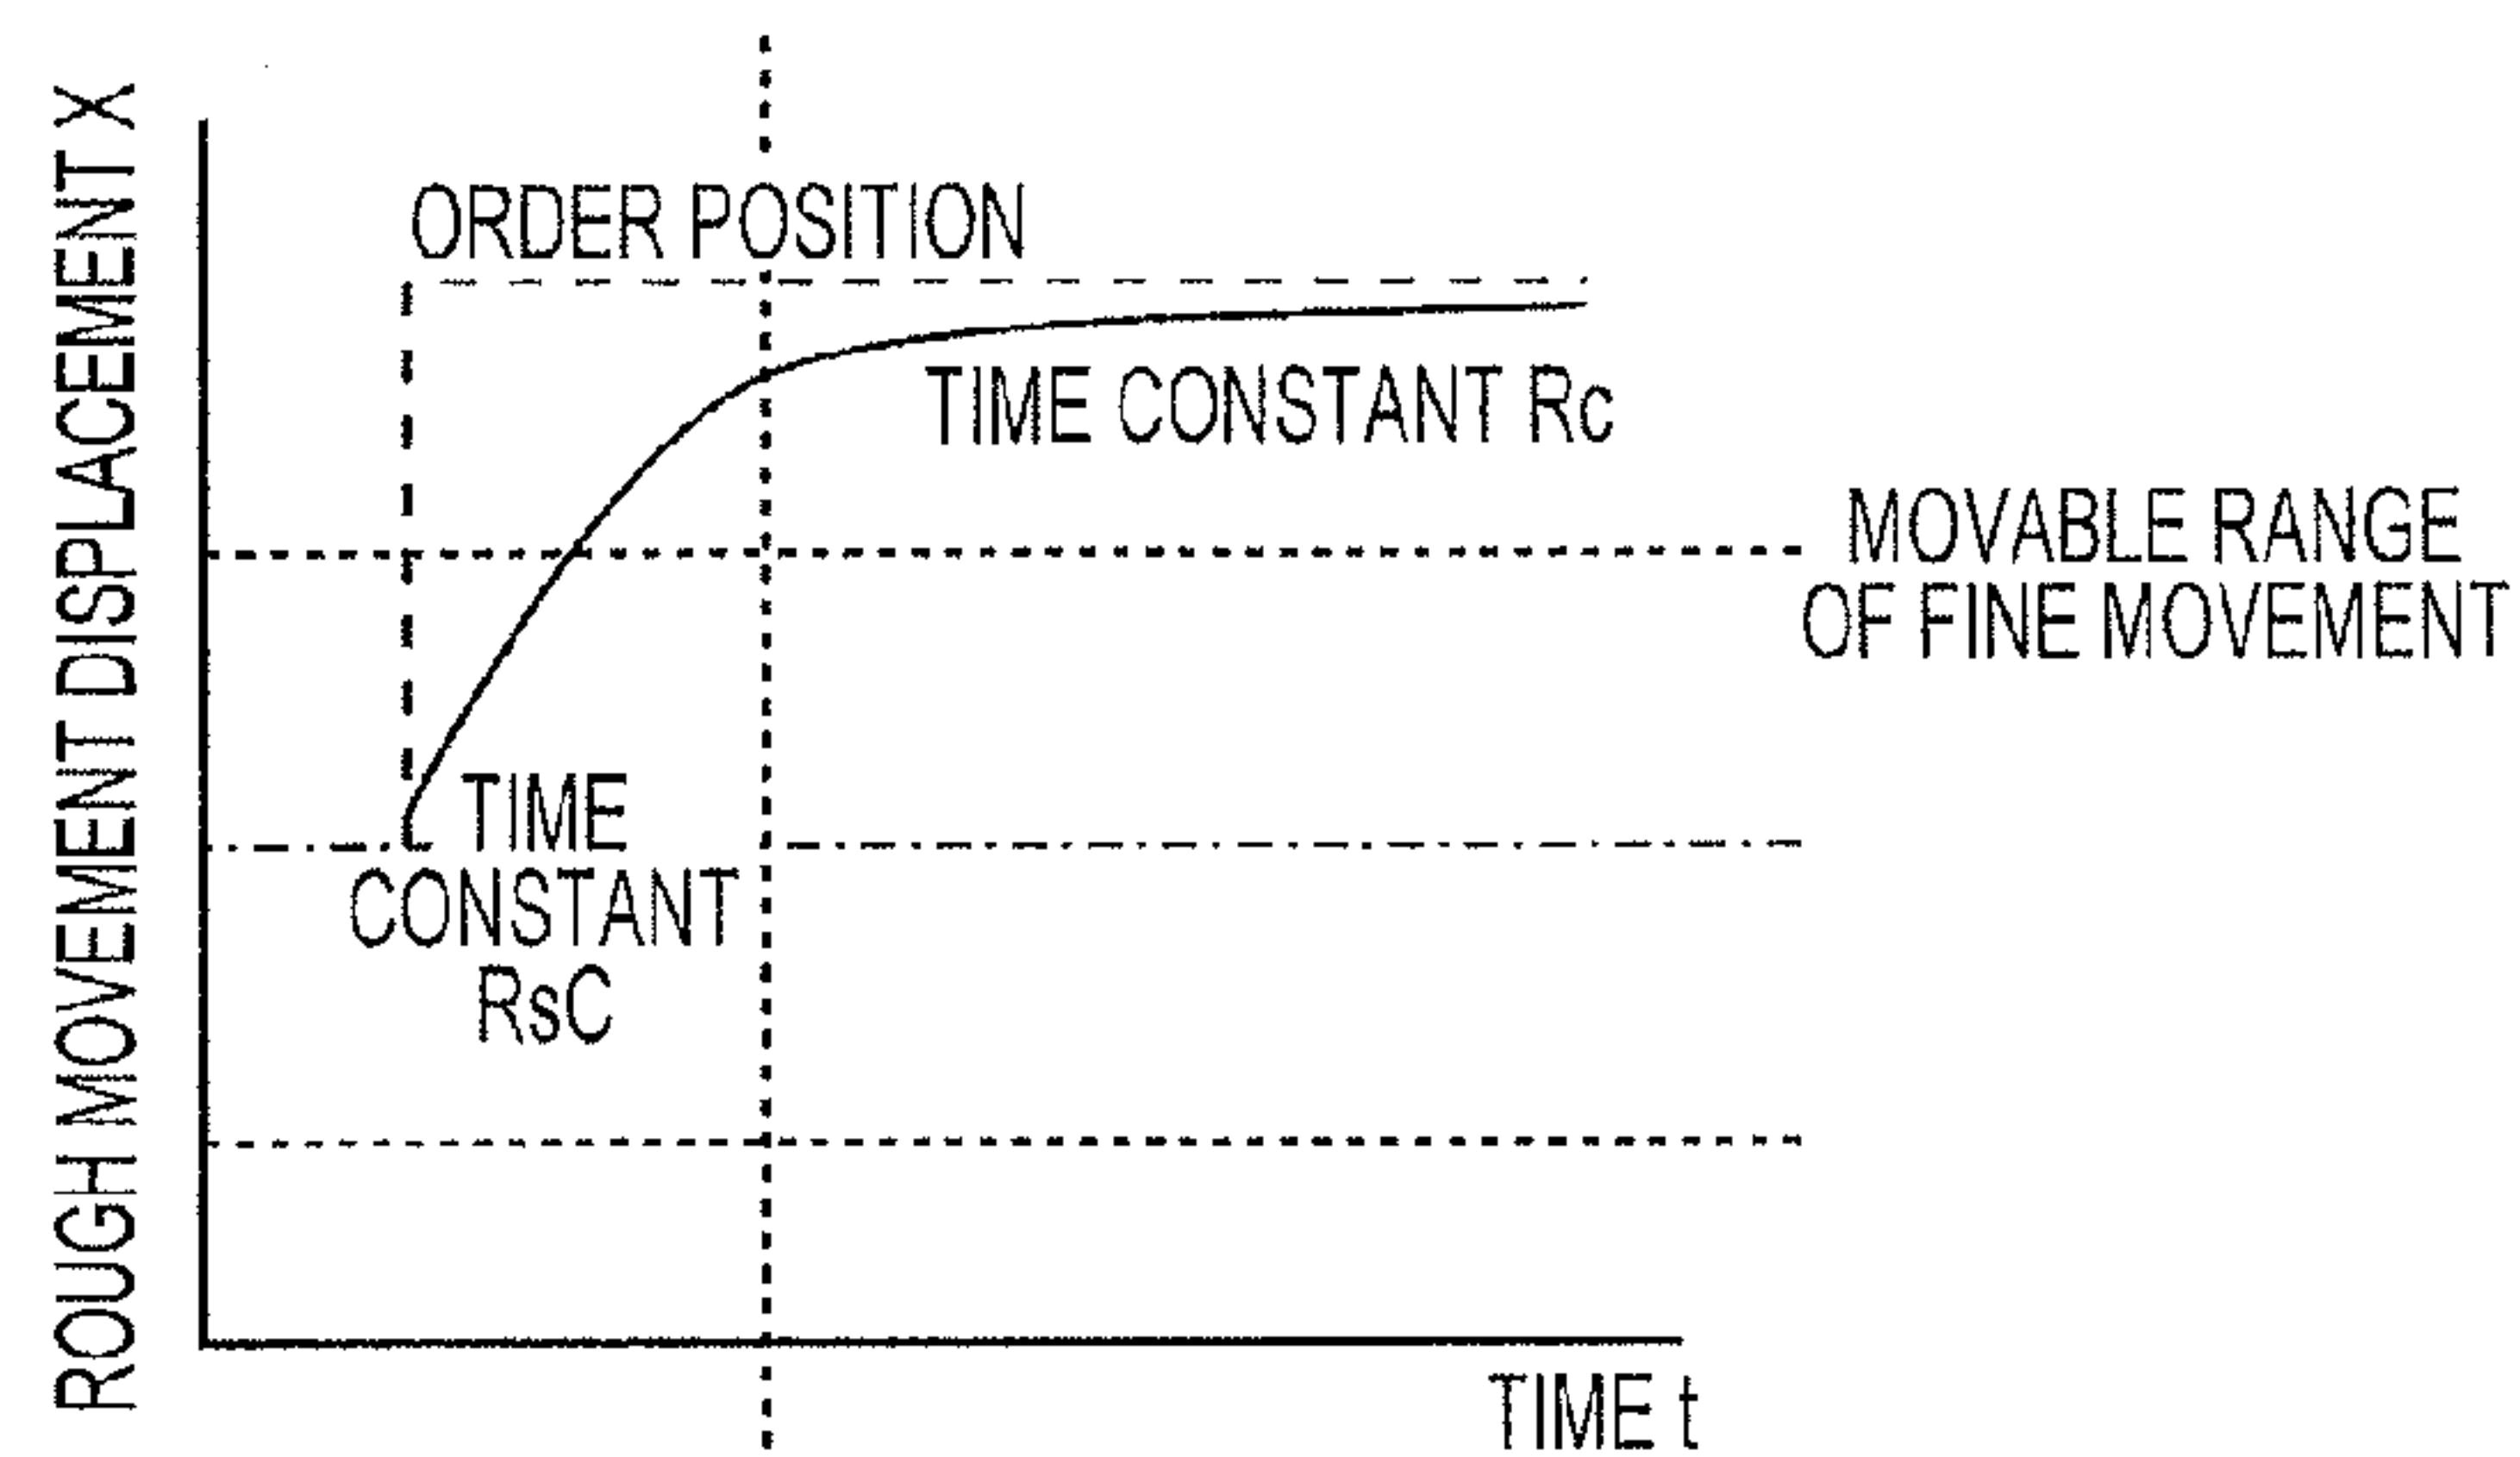 ROUGH MOVEMENT DISPLACEMENT X
ORDER POSITION
TIME CONSTANT Rc
MOVABLE RANGE
OF FINE MOVEMENT
TIME
CONSTANT
RsC
TIME t